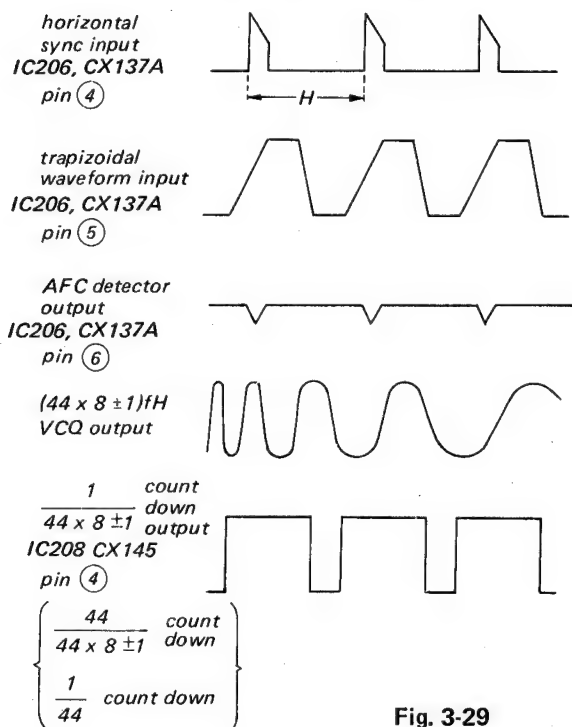 horizontal
sync input
IC206, CX137A
pin ④
H
trapizoidal
waveform input
IC206, CX137A
pin ⑤
AFC detector
output
IC206, CX137A
pin ⑥
(44 x 8 ±1)fH
VCQ output
1 count
44 x 8 ±1 down output
IC208 CX145
pin ④
44 count
44 x 8 ±1 down
1
44 count down
Fig. 3-29